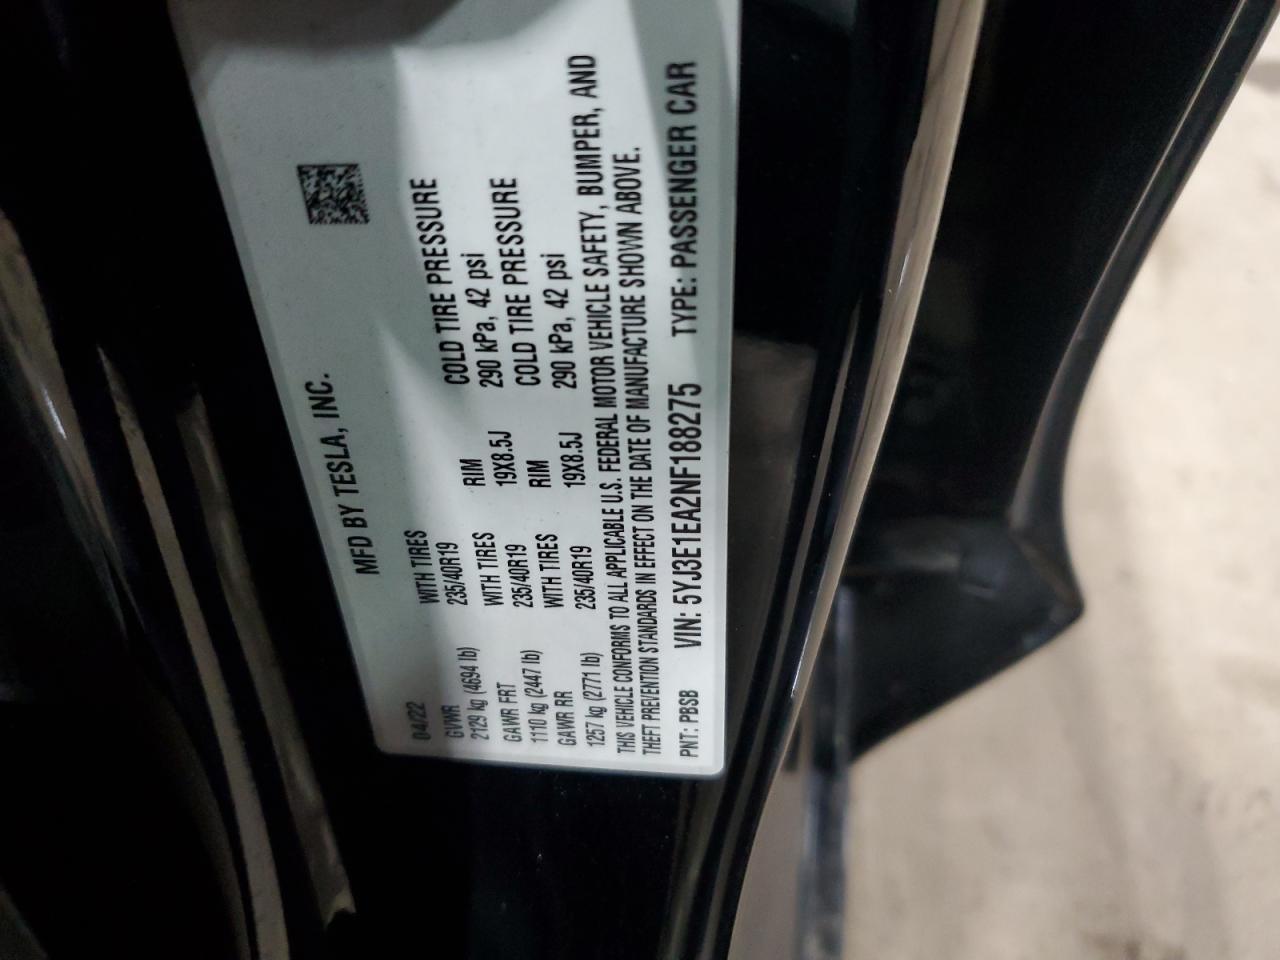 MFD BY TESLA, INC.
04/22
GVWR WITH TIRES RIM COLD TIRE PRESSURE
2129 kg (4694 lb) 235/40R19 19X8.5J 290 kPa, 42 psi
GAWR FRT WITH TIRES RIM COLD TIRE PRESSURE
1110 kg (2447 lb) 235/40R19 19X8.5J 290 kPa, 42 psi
GAWR RR WITH TIRES
1257 kg (2771 lb) 235/40R19
THIS VEHICLE CONFORMS TO ALL APPLICABLE U.S. FEDERAL MOTOR VEHICLE SAFETY, BUMPER, AND
THEFT PREVENTION STANDARDS IN EFFECT ON THE DATE OF MANUFACTURE SHOWN ABOVE.
PNT: PBSB VIN: 5YJ3E1EA2NF188275 TYPE: PASSENGER CAR